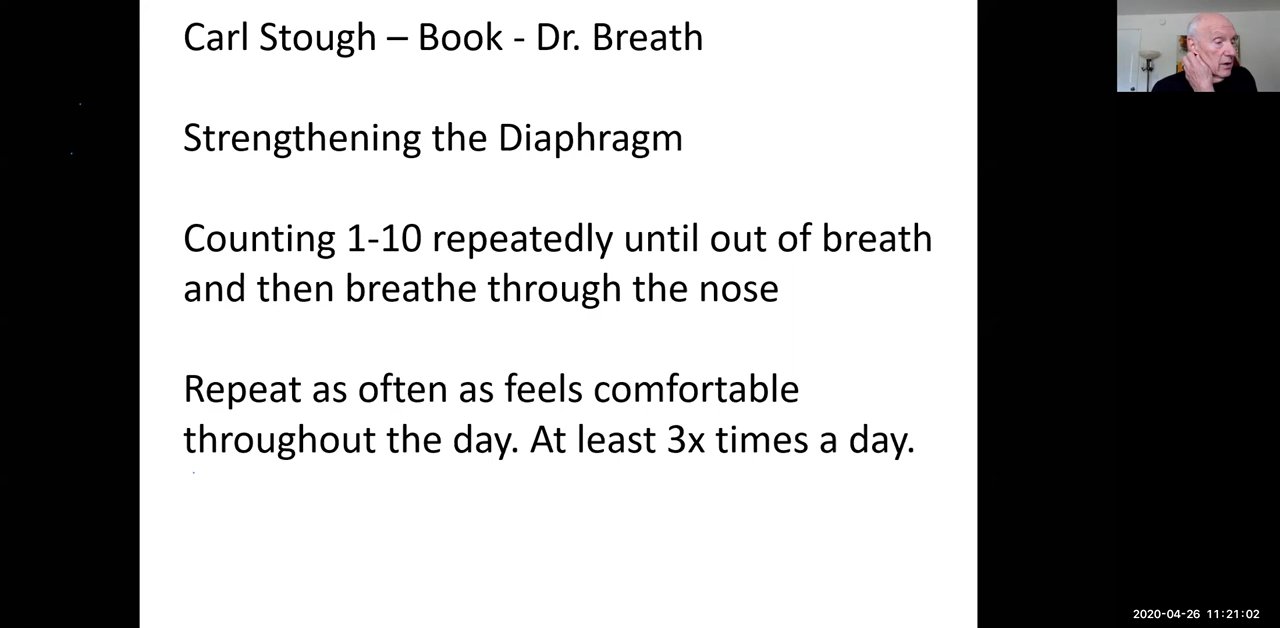 Carl Stough – Book - Dr. Breath
Strengthening the Diaphragm
Counting 1-10 repeatedly until out of breath
and then breathe through the nose
Repeat as often as feels comfortable
throughout the day. At least 3x times a day.
2020-04-26 11:21:02